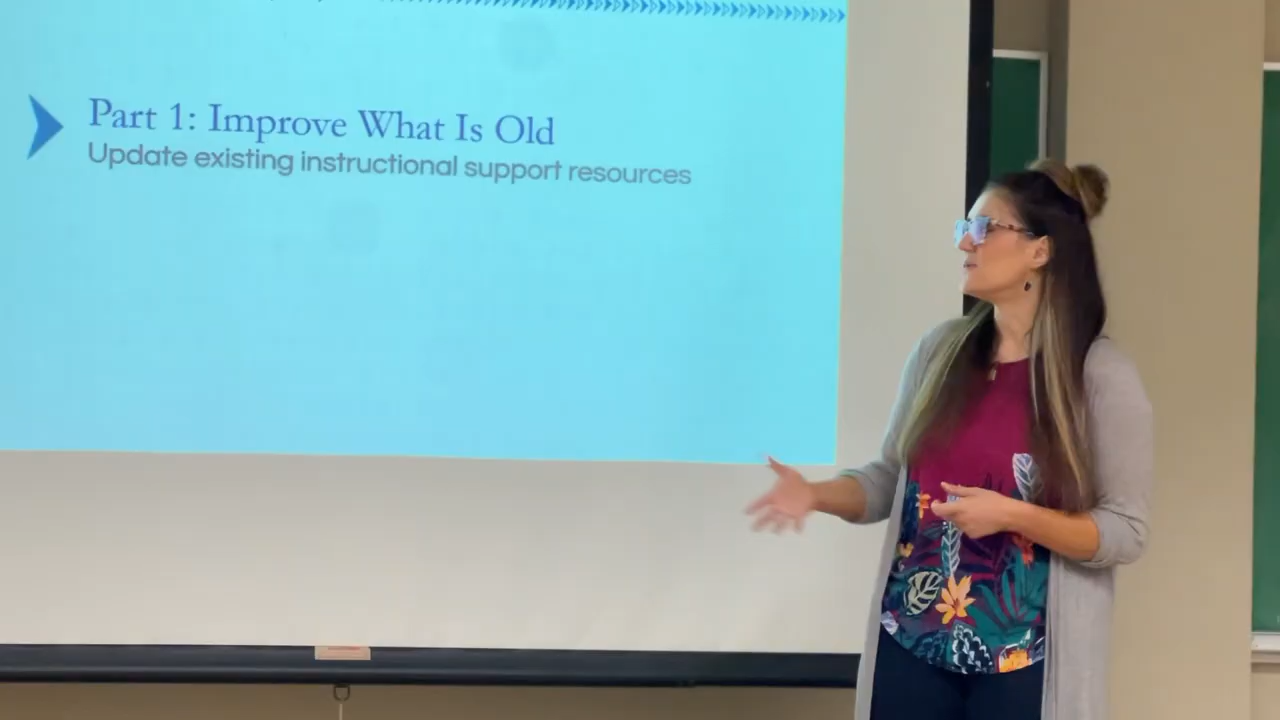 Part 1: Improve What Is Old
Update existing instructional support resources